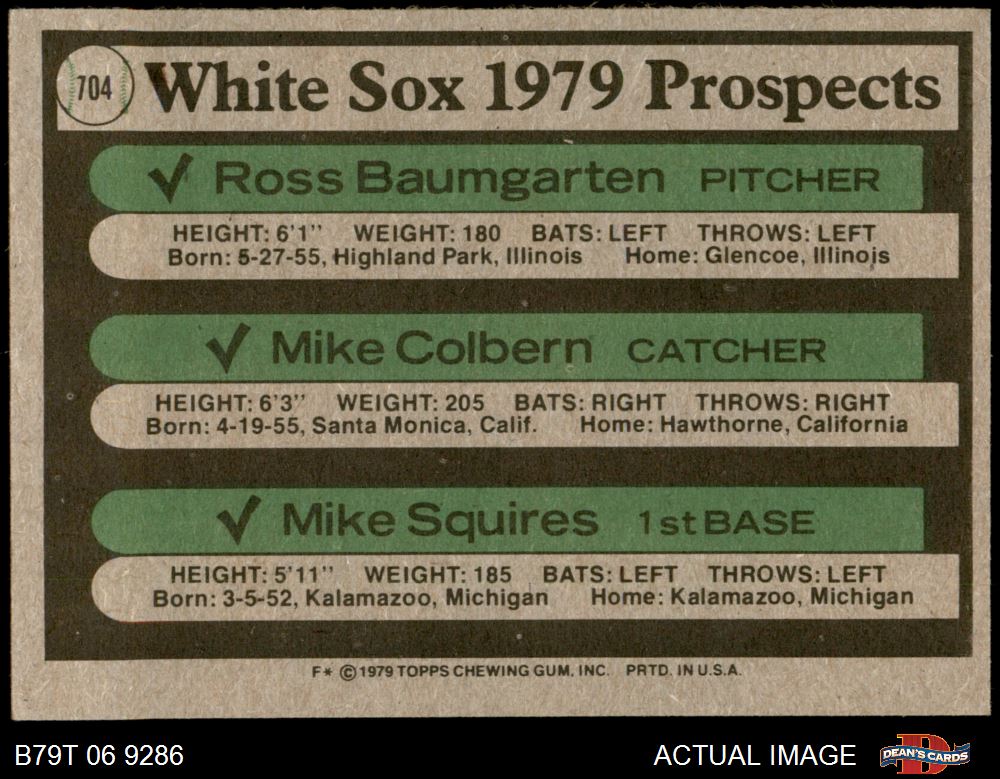 704 White Sox 1979 Prospects
✓ Ross Baumgarten PITCHER
HEIGHT: 6'1" WEIGHT: 180 BATS: LEFT THROWS: LEFT
Born: 5-27-55, Highland Park, Illinois Home: Glencoe, Illinois
✓ Mike Colbern CATCHER
HEIGHT: 6'3" WEIGHT: 205 BATS: RIGHT THROWS: RIGHT
Born: 4-19-55, Santa Monica, Calif. Home: Hawthorne, California
✓ Mike Squires 1st BASE
HEIGHT: 5'11" WEIGHT: 185 BATS: LEFT THROWS: LEFT
Born: 3-5-52, Kalamazoo, Michigan Home: Kalamazoo, Michigan
F* © 1979 TOPPS CHEWING GUM, INC. PRTD. IN U.S.A.
B79T 06 9286 ACTUAL IMAGE D DEAN'S CARDS